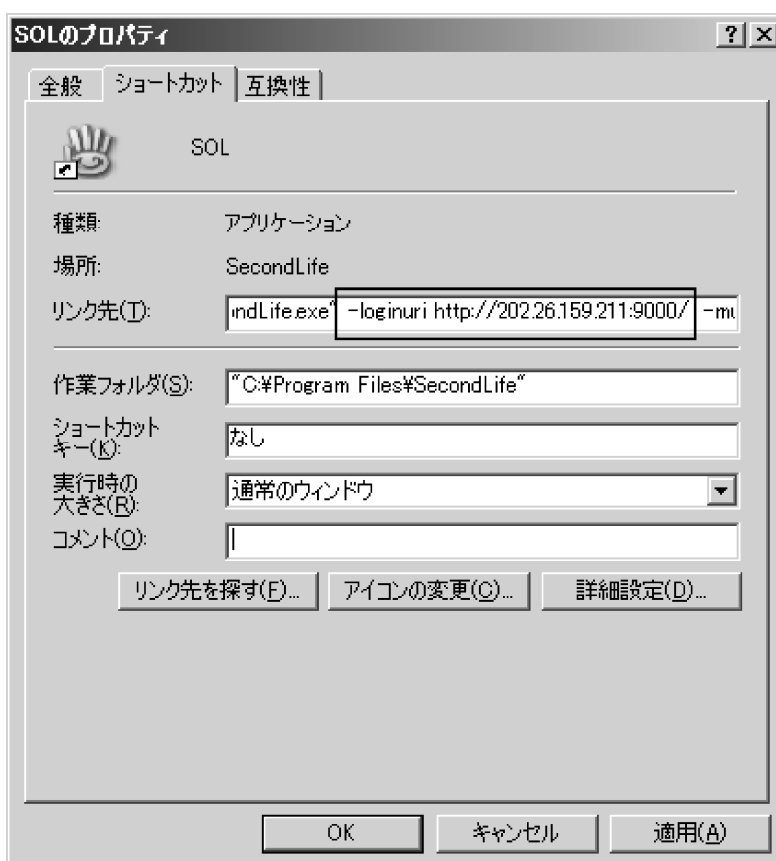 SOLのプロパティ
全般 ショートカット 互換性
SOL
種類: アプリケーション
場所: SecondLife
リンク先(T): ndLife.exe" -loginuri http://202.26.159.211:9000/ -mu
作業フォルダ(S): "C:¥Program Files¥SecondLife"
ショートカット
キー(K): なし
実行時の
大きさ(R): 通常のウィンドウ
コメント(O):
リンク先を探す(F)... アイコンの変更(C)... 詳細設定(D)...
OK キャンセル 適用(A)